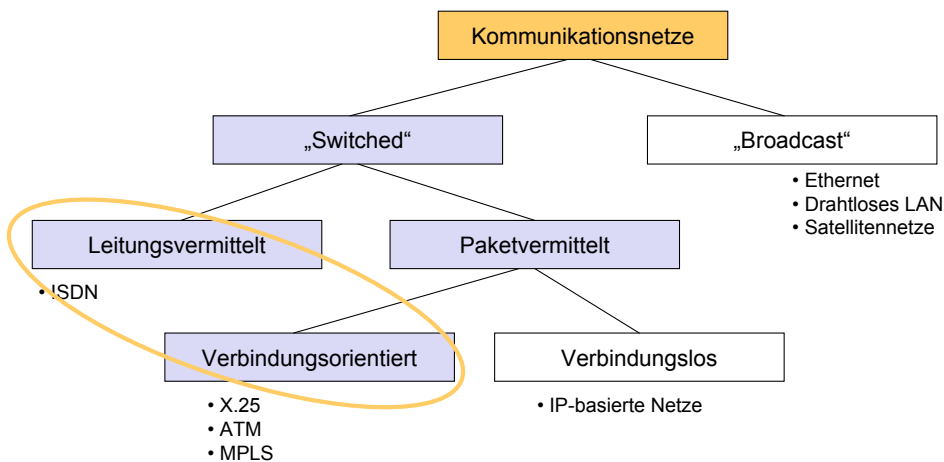 Kommunikationsnetze
„Switched“
„Broadcast“
• Ethernet
• Drahtloses LAN
• Satellitennetze
Leitungsvermittelt
Paketvermittelt
• ISDN
Verbindungsorientiert
Verbindungslos
• X.25
• ATM
• MPLS
• IP-basierte Netze